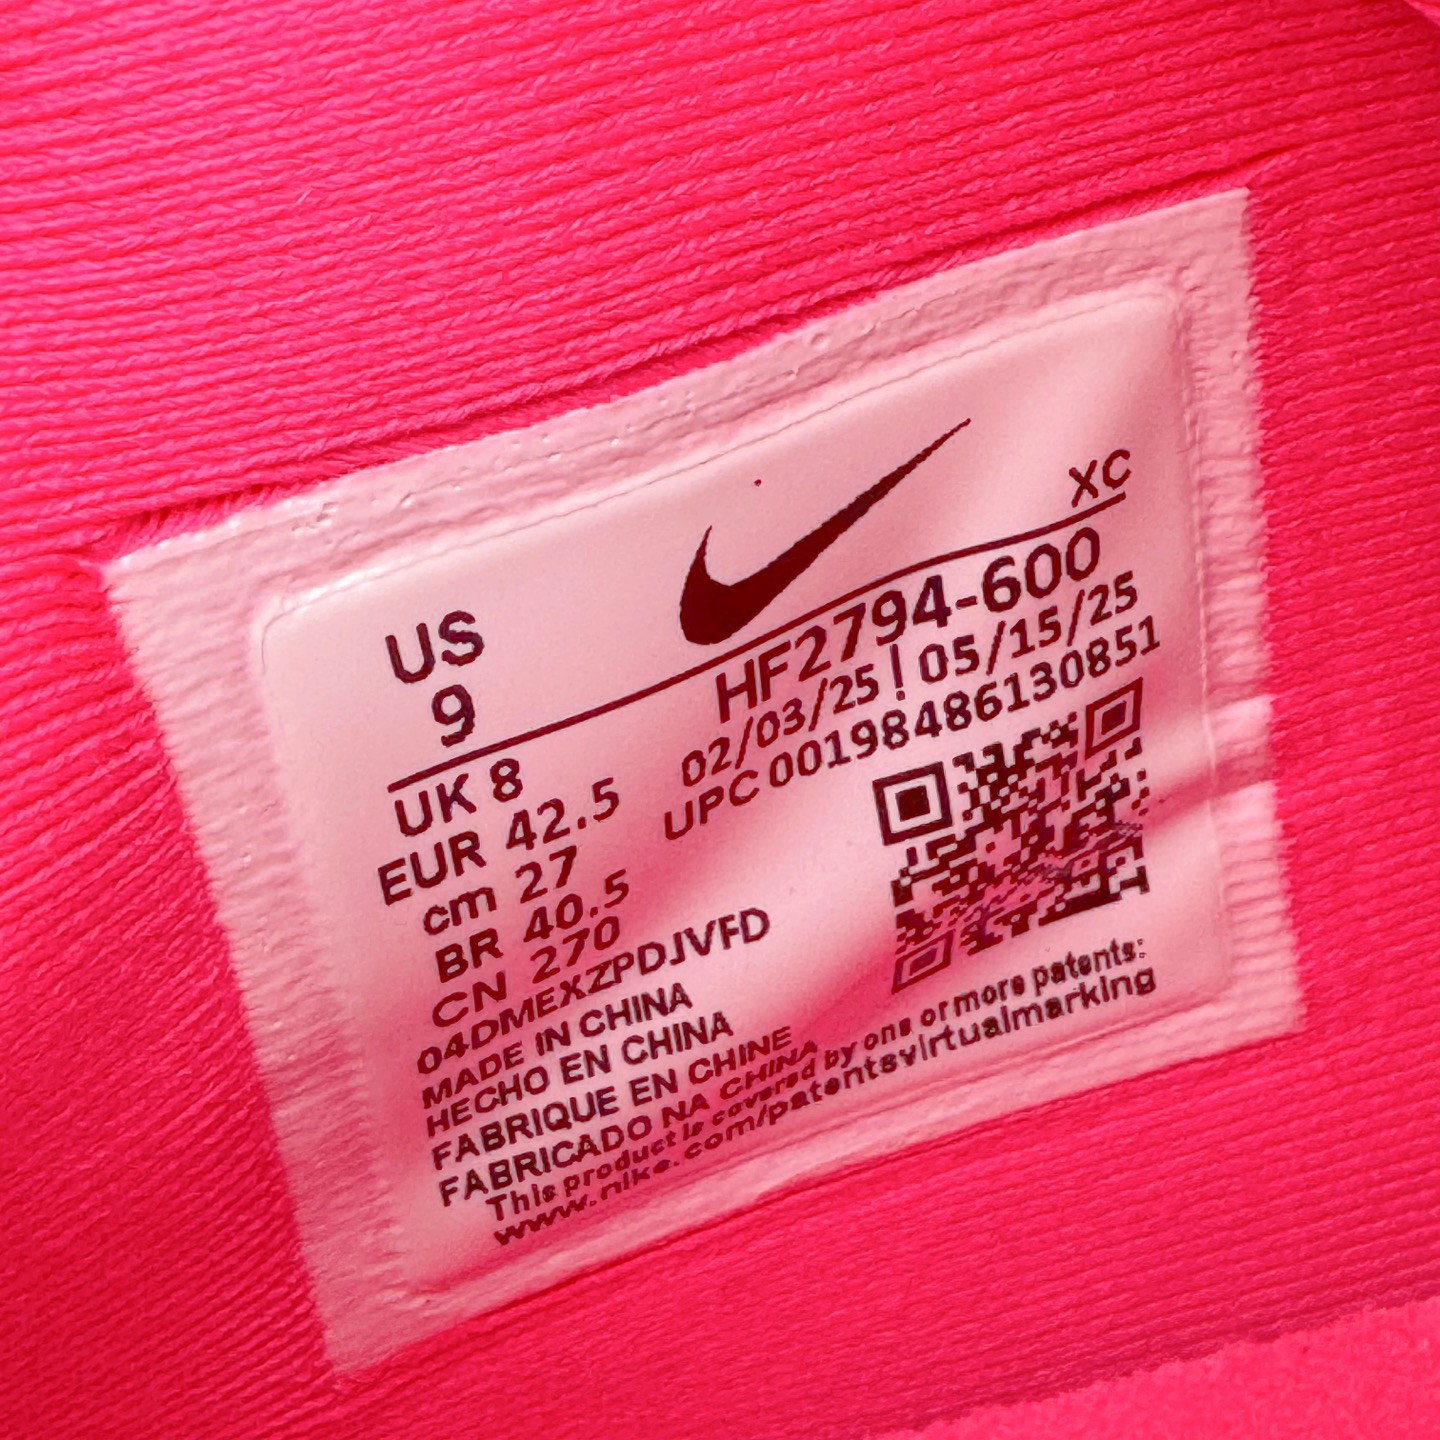 XC
US
9
HF2794-600
02/03/25 ! 05/15/25
UPC 00198486130851
UK 8
EUR 42.5
cm 27
BR 40.5
CN 270
04DMEXZPDJVFD
MADE IN CHINA
HECHO EN CHINA
FABRIQUE EN CHINE
FABRICADO NA CHINA
This product is covered by one or more patents:
www.nike.com/patentsvirtualmarking